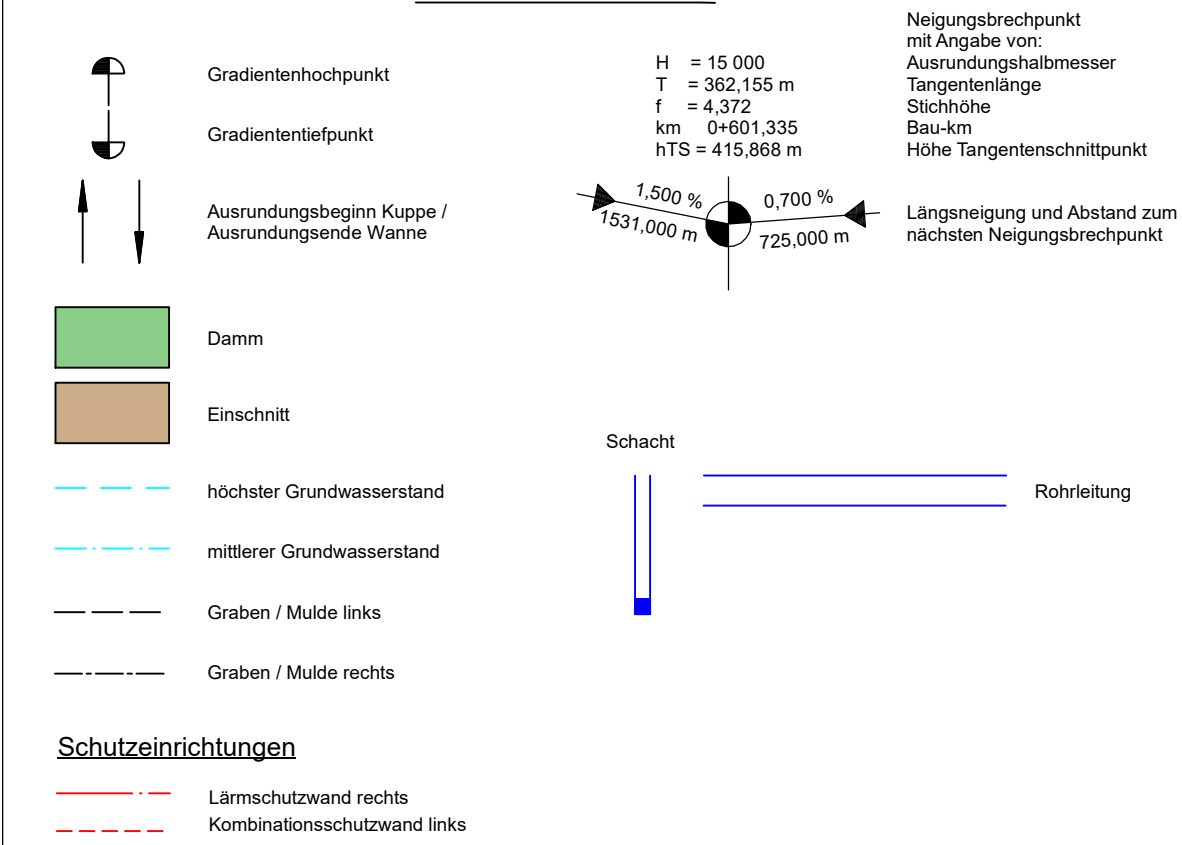 Gradientenhochpunkt
Gradiententiefpunkt
Ausrundungsbeginn Kuppe /
Ausrundungsende Wanne
Damm
Einschnitt
höchster Grundwasserstand
mittlerer Grundwasserstand
Graben / Mulde links
Graben / Mulde rechts
Neigungsbrechpunkt
mit Angabe von:
H = 15 000 Ausrundungshalbmesser
T = 362,155 m Tangentenlänge
f = 4,372 Stichhöhe
km 0+601,335 Bau-km
hTS = 415,868 m Höhe Tangentenschnittpunkt
1,500 % 0,700 %
1531,000 m 725,000 m
Längsneigung und Abstand zum
nächsten Neigungsbrechpunkt
Schacht
Rohrleitung
Schutzeinrichtungen
Lärmschutzwand rechts
Kombinationsschutzwand links